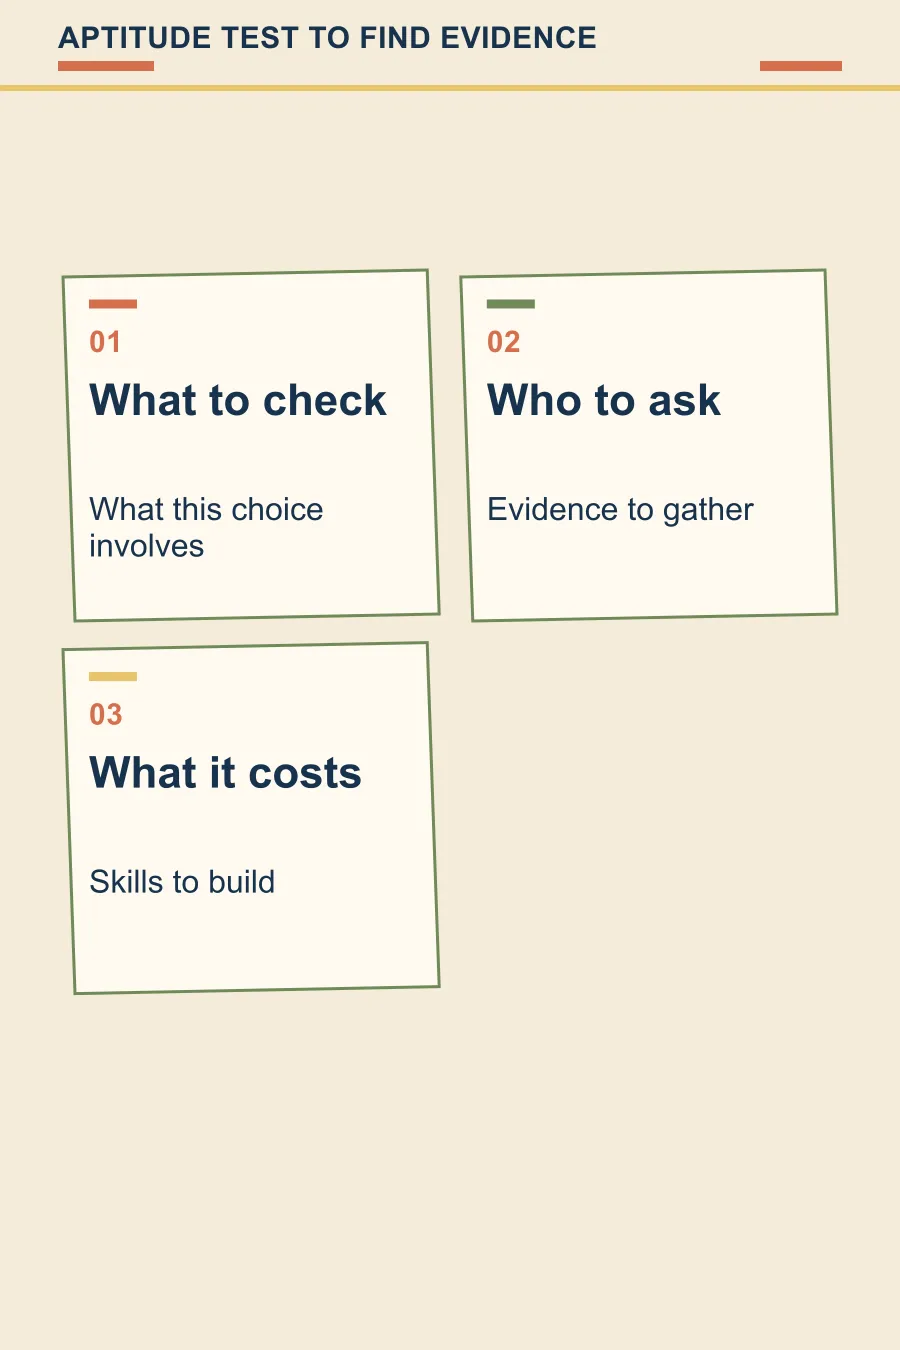 APTITUDE TEST TO FIND EVIDENCE
01
What to check
What this choice
involves
02
Who to ask
Evidence to gather
03
What it costs
Skills to build